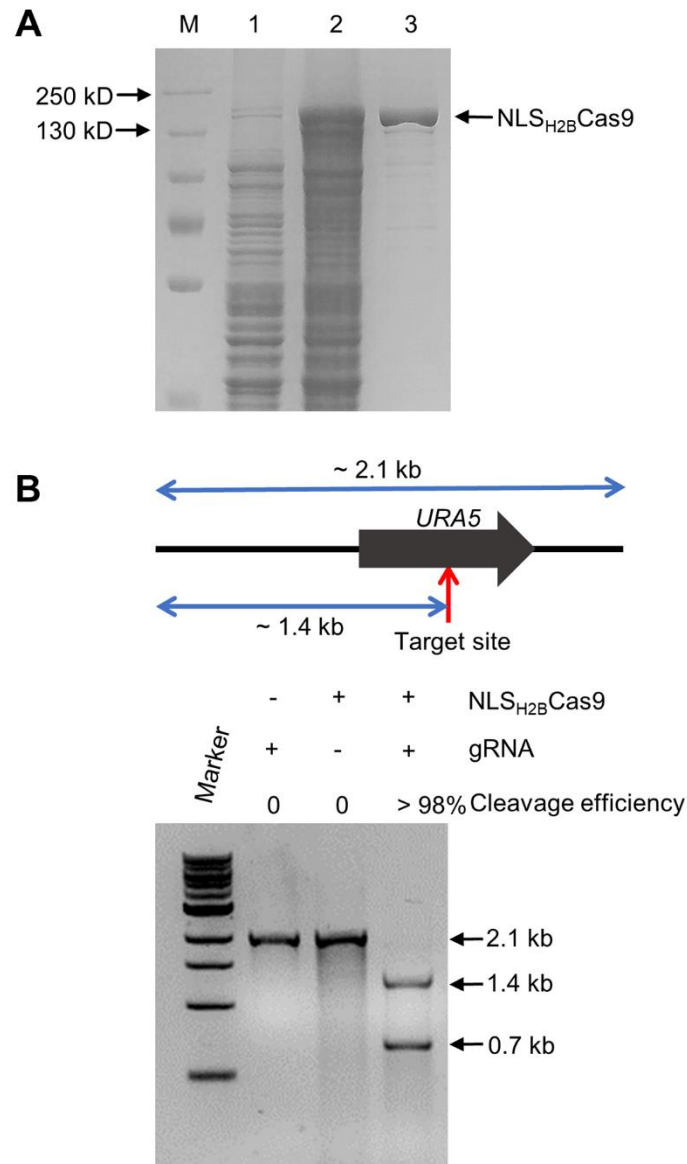 A
M 1 2 3
250 kD
130 kD
NLSH2BCas9
B
~ 2.1 kb
URA5
~ 1.4 kb
Target site
- + + NLSH2BCas9
Marker
+ - + gRNA
0 0 > 98% Cleavage efficiency
2.1 kb
1.4 kb
0.7 kb